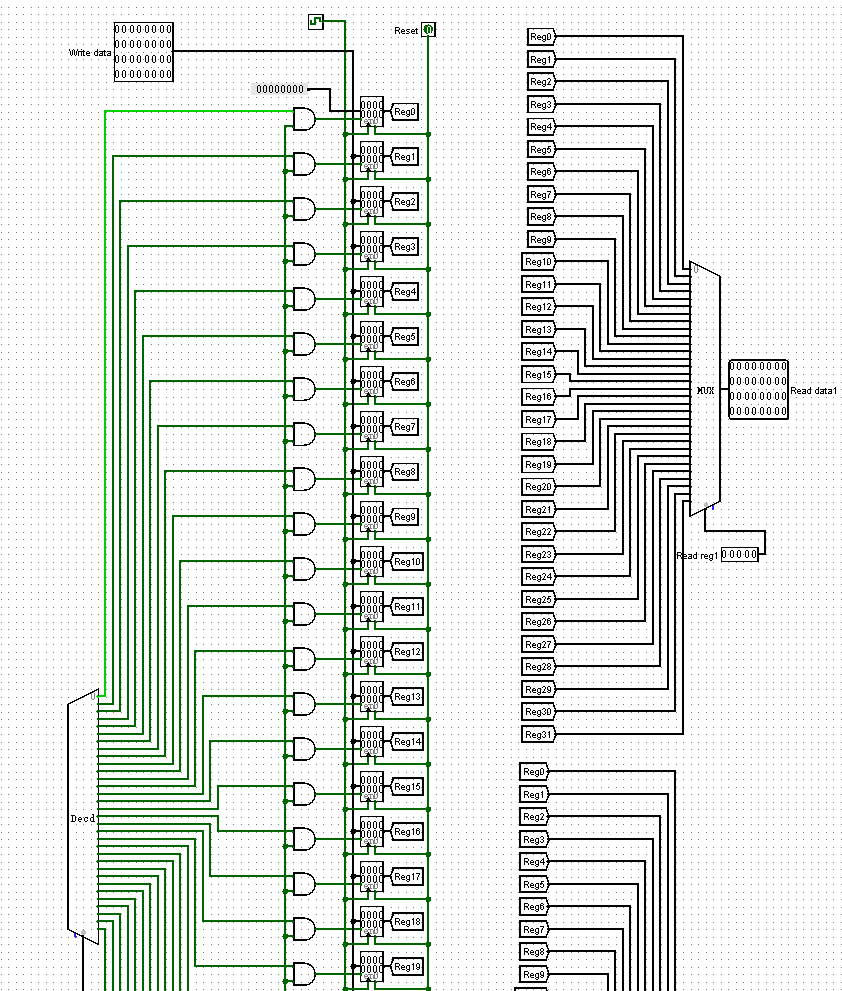 Write data
00000000
00000000
00000000
00000000
Reset
00000000
Reg0
Reg1
Reg2
Reg3
Reg4
Reg5
Reg6
Reg7
Reg8
Reg9
Reg10
Reg11
Reg12
Reg13
Reg14
Reg15
Reg16
Reg17
Reg18
Reg19
Decd
Reg0
Reg1
Reg2
Reg3
Reg4
Reg5
Reg6
Reg7
Reg8
Reg9
Reg10
Reg11
Reg12
Reg13
Reg14
Reg15
Reg16
Reg17
Reg18
Reg19
Reg20
Reg21
Reg22
Reg23
Reg24
Reg25
Reg26
Reg27
Reg28
Reg29
Reg30
Reg31
0
MUX
00000000
00000000
00000000
00000000
Read data1
Read reg1
00000
Reg0
Reg1
Reg2
Reg3
Reg4
Reg5
Reg6
Reg7
Reg8
Reg9